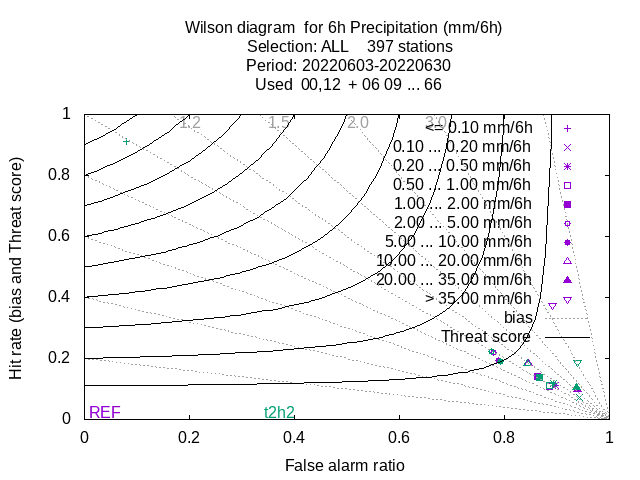 Wilson diagram  for 6h Precipitation (mm/6h)
Selection: ALL    397 stations
Period: 20220603-20220630
Used  00,12  + 06 09 ... 66
1.2
1.5
2.0
3.0
<= 0.10 mm/6h
0.10 ... 0.20 mm/6h
0.20 ... 0.50 mm/6h
0.50 ... 1.00 mm/6h
1.00 ... 2.00 mm/6h
2.00 ... 5.00 mm/6h
5.00 ... 10.00 mm/6h
10.00 ... 20.00 mm/6h
20.00 ... 35.00 mm/6h
> 35.00 mm/6h
bias
Threat score
Hit rate (bias and Threat score)
1
0.8
0.6
0.4
0.2
0
REF
t2h2
0 0.2 0.4 0.6 0.8 1
False alarm ratio